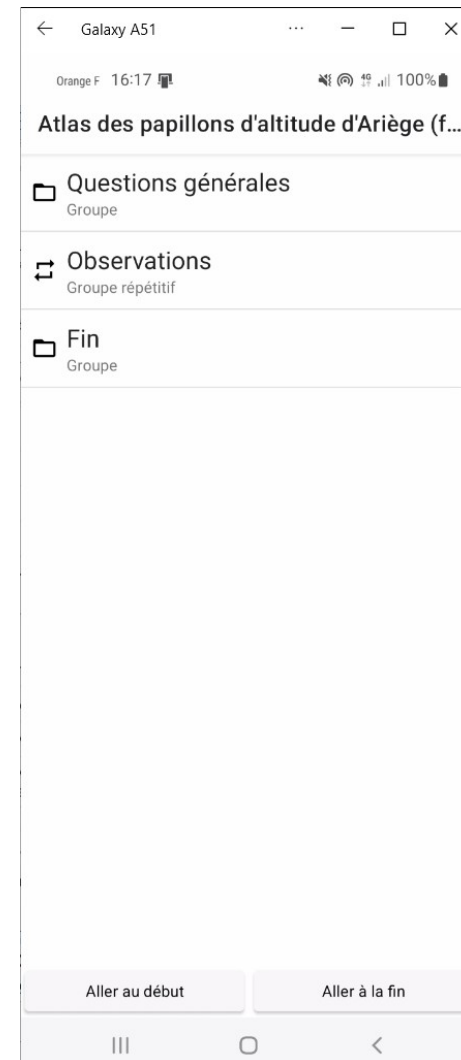 Galaxy A51
Orange F 16:17 100%
Atlas des papillons d'altitude d'Ariège (f...
Questions générales
Groupe
Observations
Groupe répétitif
Fin
Groupe
Aller au début Aller à la fin